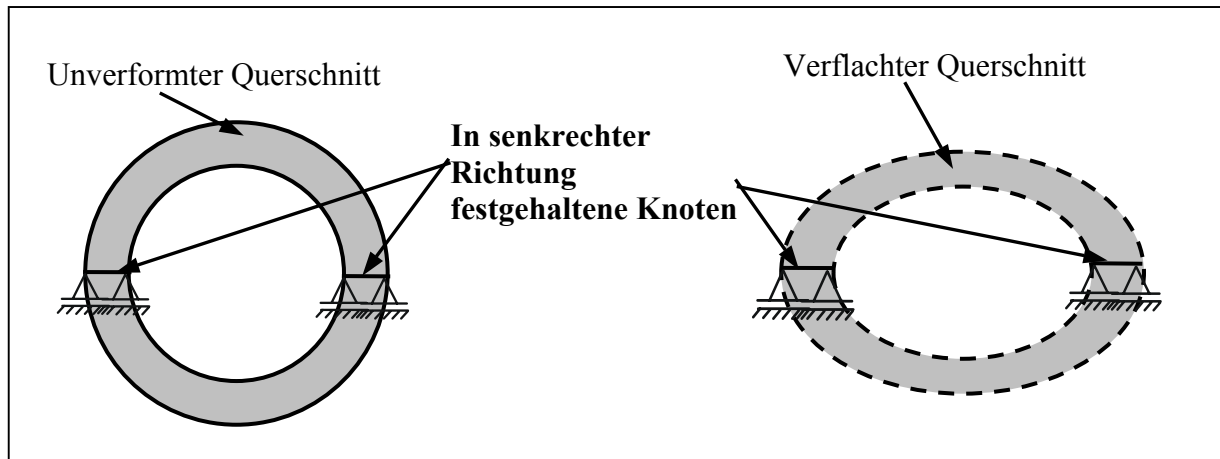 Unverformter Querschnitt
Verflachter Querschnitt
In senkrechter
Richtung
festgehaltene Knoten